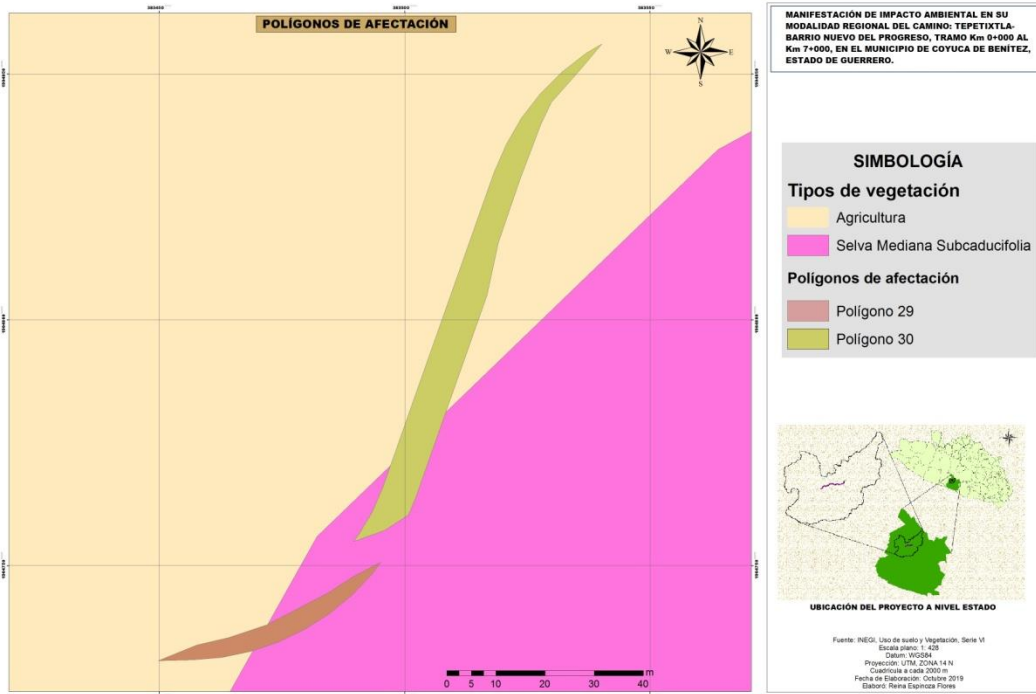 POLÍGONOS DE AFECTACIÓN
N
W E
S
0 5 10 20 30 40
m
MANIFESTACIÓN DE IMPACTO AMBIENTAL EN SU
MODALIDAD REGIONAL DEL CAMINO: TEPETIXTLA-
BARRIO NUEVO DEL PROGRESO, TRAMO Km 0+000 AL
Km 7+000, EN EL MUNICIPIO DE COYUCA DE BENÍTEZ,
ESTADO DE GUERRERO.
SIMBOLOGÍA
Tipos de vegetación
Agricultura
Selva Mediana Subcaducifolia
Polígonos de afectación
Polígono 29
Polígono 30
UBICACIÓN DEL PROYECTO A NIVEL ESTADO
Fuente: INEGI, Uso de suelo y Vegetación, Serie VI
Escala plano: 1: 428
Datum: WGS84
Proyección: UTM, ZONA 14 N
Cuadrícula a cada 2000 m
Fecha de Elaboración: Octubre 2019
Elaboró: Reina Espinoza Flores